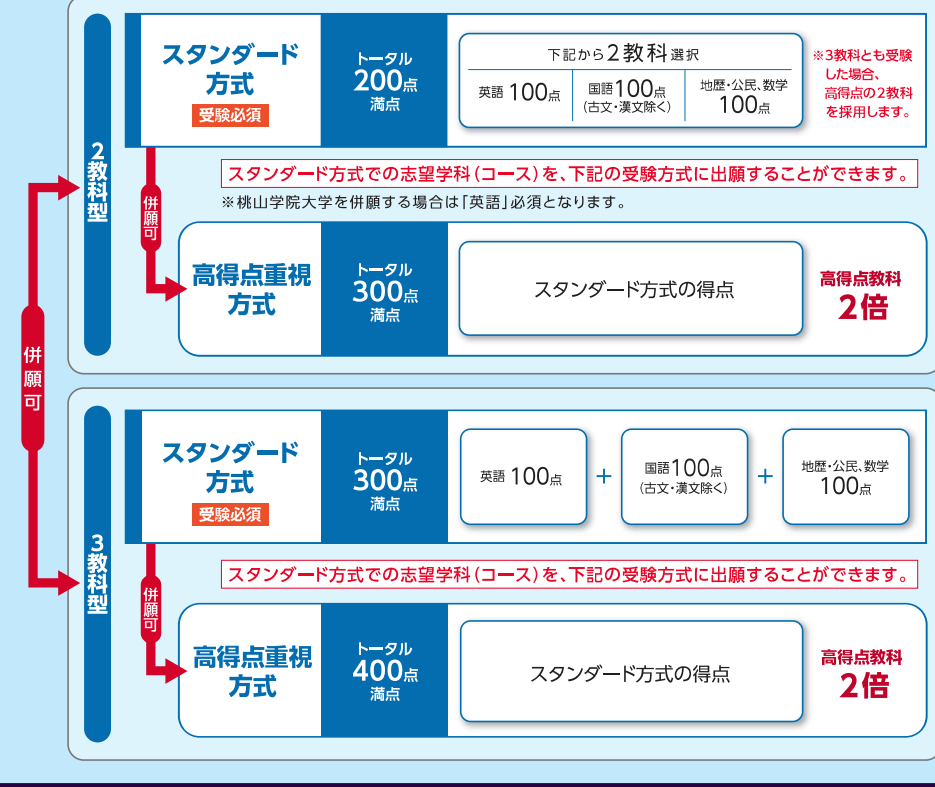 併願可
2教科型
スタンダード
方式
受験必須
トータル
200点
満点
下記から2教科選択
英語 100点
国語100点
(古文・漢文除く)
地歴・公民、数学
100点
※3教科とも受験
した場合、
高得点の2教科
を採用します。
併願可
スタンダード方式での志望学科(コース)を、下記の受験方式に出願することができます。
※桃山学院大学を併願する場合は「英語」必須となります。
高得点重視
方式
トータル
300点
満点
スタンダード方式の得点
高得点教科
2倍
3教科型
スタンダード
方式
受験必須
トータル
300点
満点
英語 100点
+
国語100点
(古文・漢文除く)
+
地歴・公民、数学
100点
併願可
スタンダード方式での志望学科(コース)を、下記の受験方式に出願することができます。
高得点重視
方式
トータル
400点
満点
スタンダード方式の得点
高得点教科
2倍